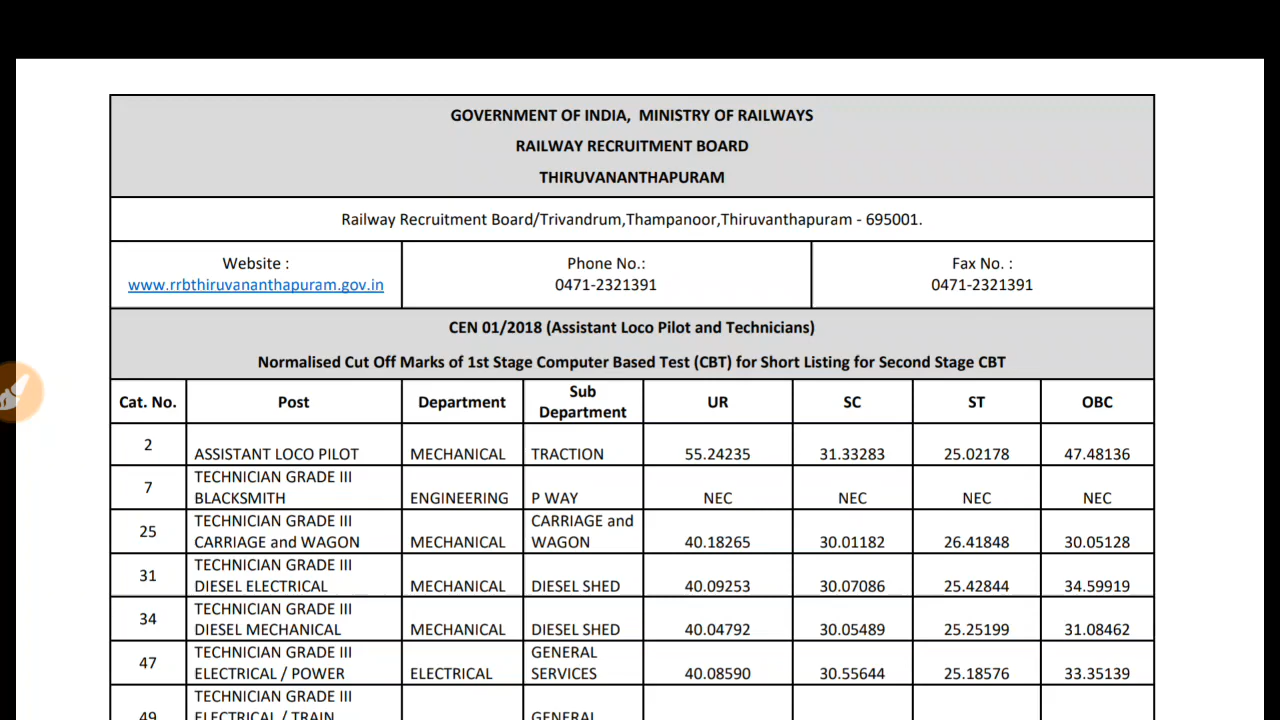 GOVERNMENT OF INDIA, MINISTRY OF RAILWAYS
RAILWAY RECRUITMENT BOARD
THIRUVANANTHAPURAM
Railway Recruitment Board/Trivandrum,Thampanoor,Thiruvanthapuram - 695001.
Website : Phone No.: Fax No. :
www.rrbthiruvananthapuram.gov.in 0471-2321391 0471-2321391
CEN 01/2018 (Assistant Loco Pilot and Technicians)
Normalised Cut Off Marks of 1st Stage Computer Based Test (CBT) for Short Listing for Second Stage CBT
Cat. No. Post Department Sub Department UR SC ST OBC
2 ASSISTANT LOCO PILOT MECHANICAL TRACTION 55.24235 31.33283 25.02178 47.48136
7 TECHNICIAN GRADE III
BLACKSMITH ENGINEERING P WAY NEC NEC NEC NEC
25 TECHNICIAN GRADE III CARRIAGE and
CARRIAGE and WAGON MECHANICAL WAGON 40.18265 30.01182 26.41848 30.05128
31 TECHNICIAN GRADE III
DIESEL ELECTRICAL MECHANICAL DIESEL SHED 40.09253 30.07086 25.42844 34.59919
34 TECHNICIAN GRADE III
DIESEL MECHANICAL MECHANICAL DIESEL SHED 40.04792 30.05489 25.25199 31.08462
47 TECHNICIAN GRADE III GENERAL
ELECTRICAL / POWER ELECTRICAL SERVICES 40.08590 30.55644 25.18576 33.35139
TECHNICIAN GRADE III
49 ELECTRICAL / TRAIN GENERAL